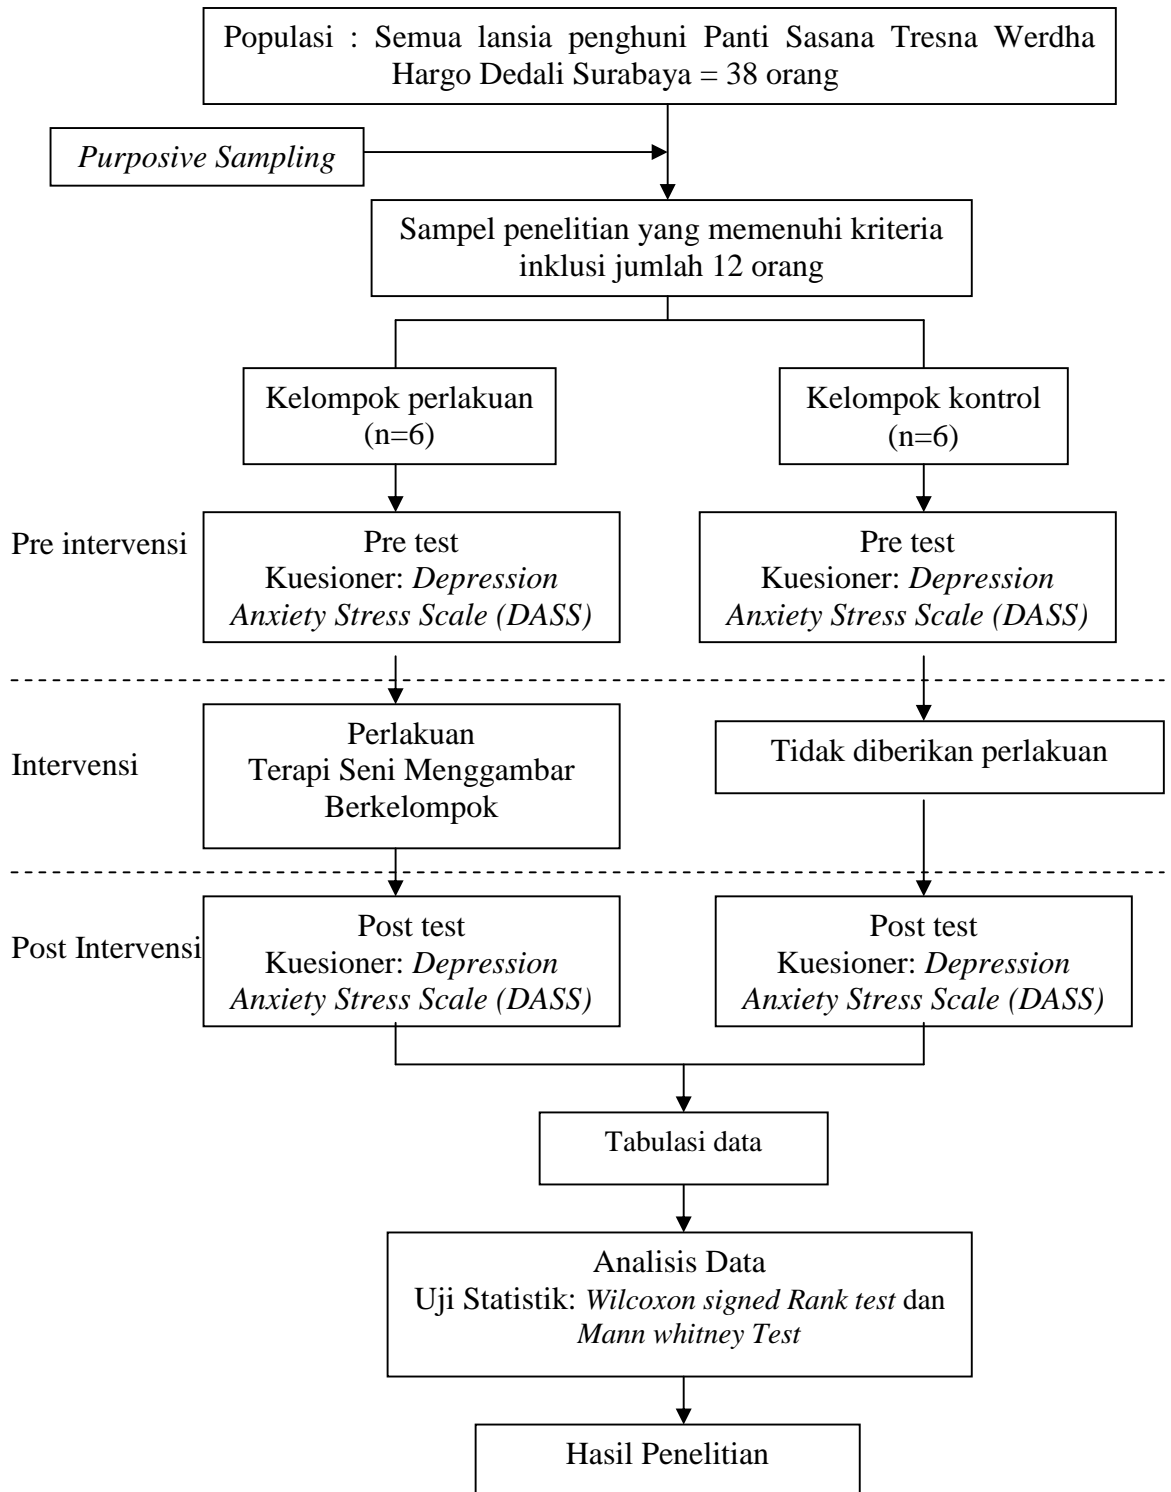 Populasi : Semua lansia penghuni Panti Sasana Tresna Werdha
Hargo Dedali Surabaya = 38 orang
Purposive Sampling
Sampel penelitian yang memenuhi kriteria
inklusi jumlah 12 orang
Kelompok perlakuan
(n=6)
Kelompok kontrol
(n=6)
Pre intervensi
Pre test
Kuesioner: Depression
Anxiety Stress Scale (DASS)
Pre test
Kuesioner: Depression
Anxiety Stress Scale (DASS)
Intervensi
Perlakuan
Terapi Seni Menggambar
Berkelompok
Tidak diberikan perlakuan
Post Intervensi
Post test
Kuesioner: Depression
Anxiety Stress Scale (DASS)
Post test
Kuesioner: Depression
Anxiety Stress Scale (DASS)
Tabulasi data
Analisis Data
Uji Statistik: Wilcoxon signed Rank test dan
Mann whitney Test
Hasil Penelitian